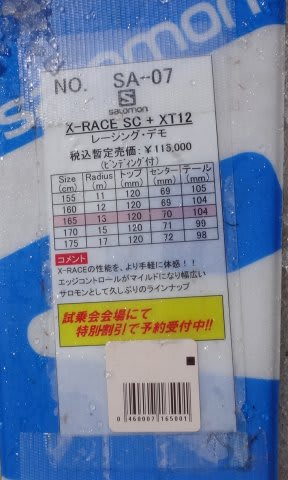 salomon
NO. SA-07
S
salomon
X-RACE SC + XT12
レーシング・デモ
税込暫定売価：￥115,000
(ビンディング付)
Size(cm) Radius(m) トップ(mm) センター(mm) テール(mm)
155 11 120 69 105
160 12 120 69 104
165 13 120 70 104
170 15 120 71 99
175 17 120 72 98
コメント
X-RACEの性能を、より手軽に体感！！
エッジコントロールがマイルドになり幅広い
サロモンとして久しぶりのラインナップ
試乗会会場にて
特別割引で予約受付中!!
0 460007 165001